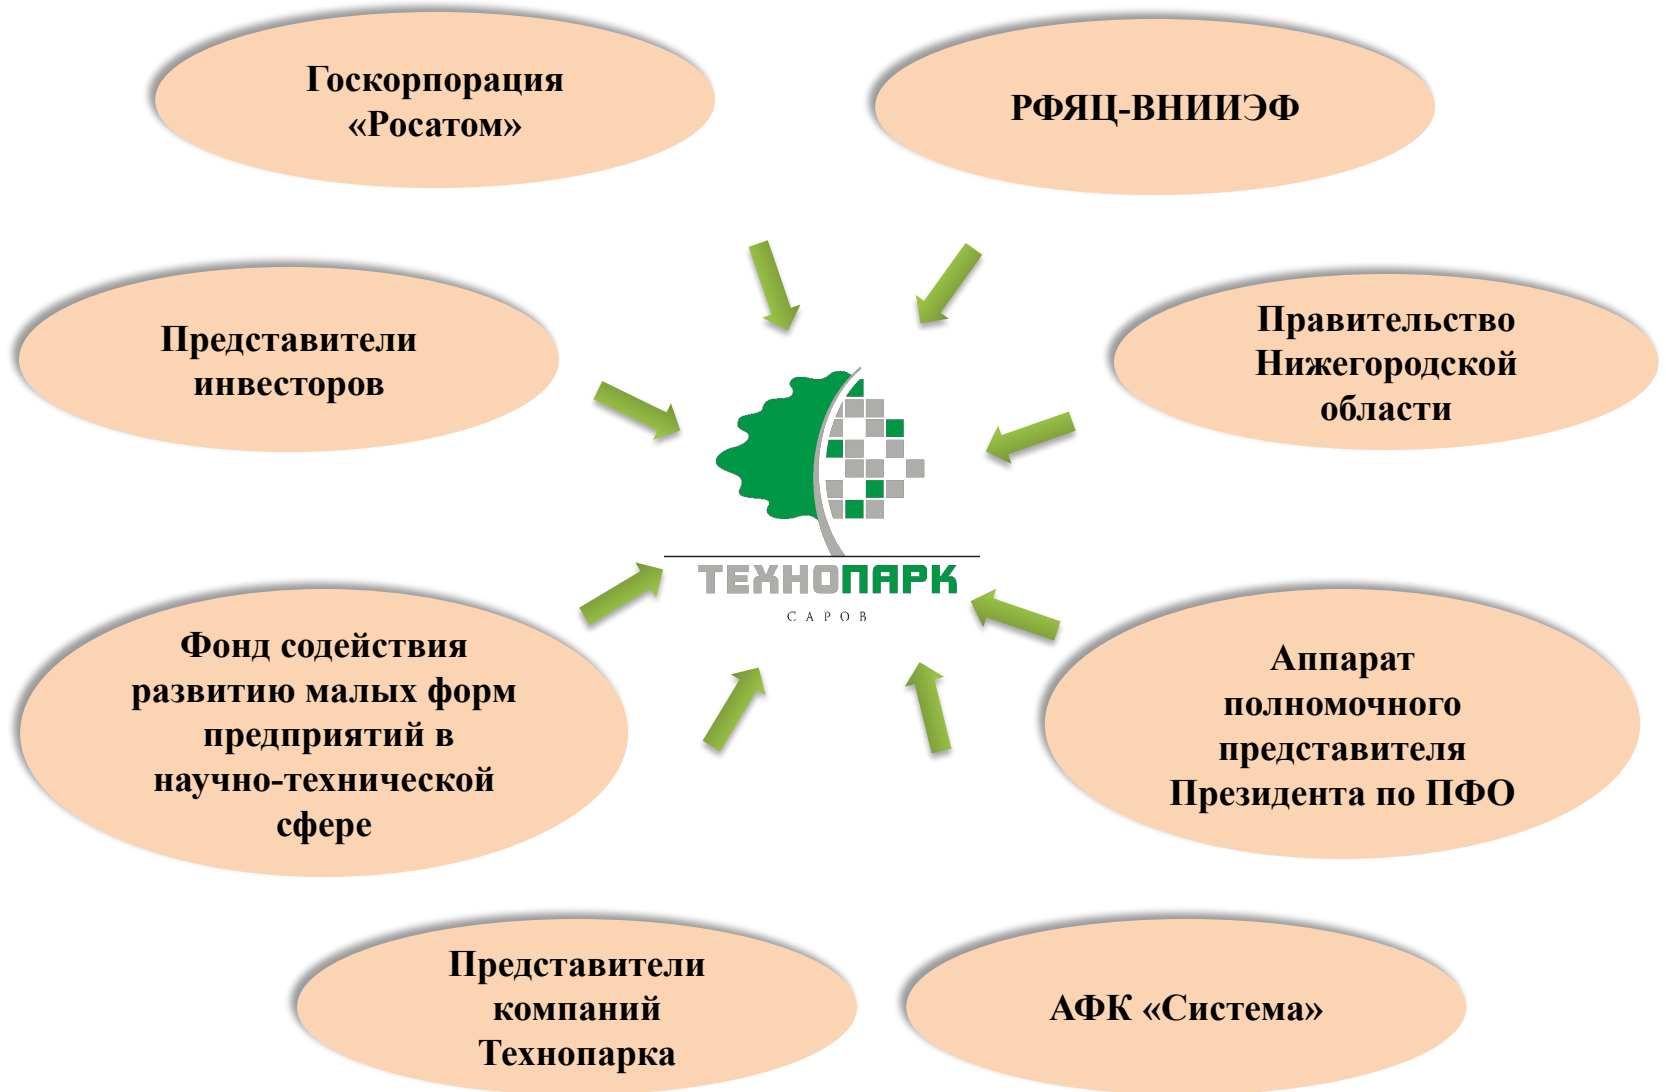 Госкорпорация
«Росатом»
РФЯЦ-ВНИИЭФ
Представители
инвесторов
Правительство
Нижегородской
области
ТЕХНОПАРК
САРОВ
Фонд содействия
развитию малых форм
предприятий в
научно-технической
сфере
Аппарат
полномочного
представителя
Президента по ПФО
Представители
компаний
Технопарка
АФК «Система»